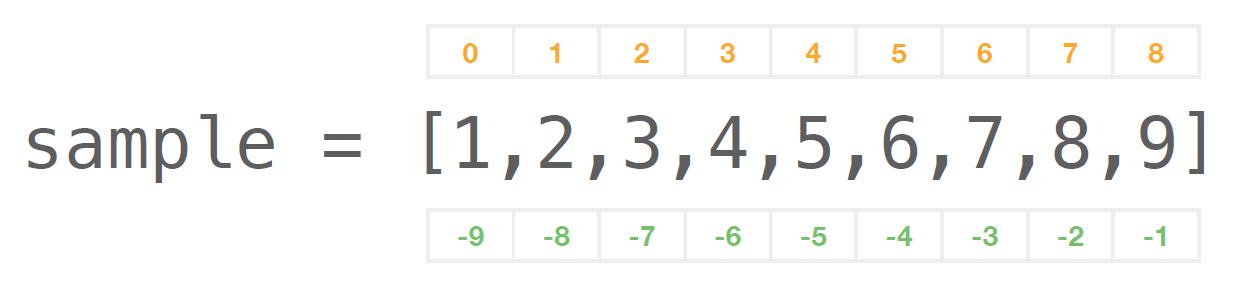 0 1 2 3 4 5 6 7 8
sample = [1,2,3,4,5,6,7,8,9]
-9 -8 -7 -6 -5 -4 -3 -2 -1